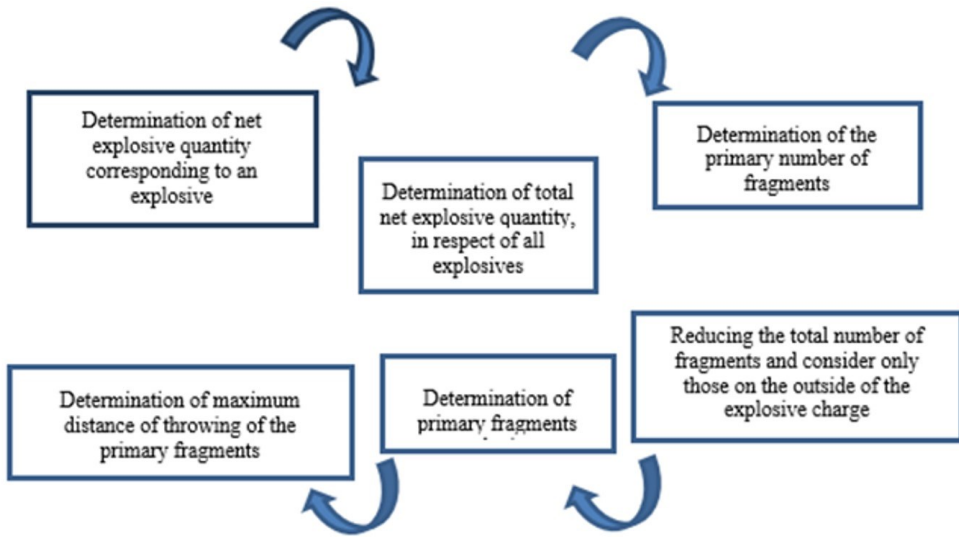 Determination of net
explosive quantity
corresponding to an
explosive
Determination of total
net explosive quantity,
in respect of all
explosives
Determination of the
primary number of
fragments
Reducing the total number of
fragments and consider only
those on the outside of the
explosive charge
Determination of
primary fragments
Determination of maximum
distance of throwing of the
primary fragments